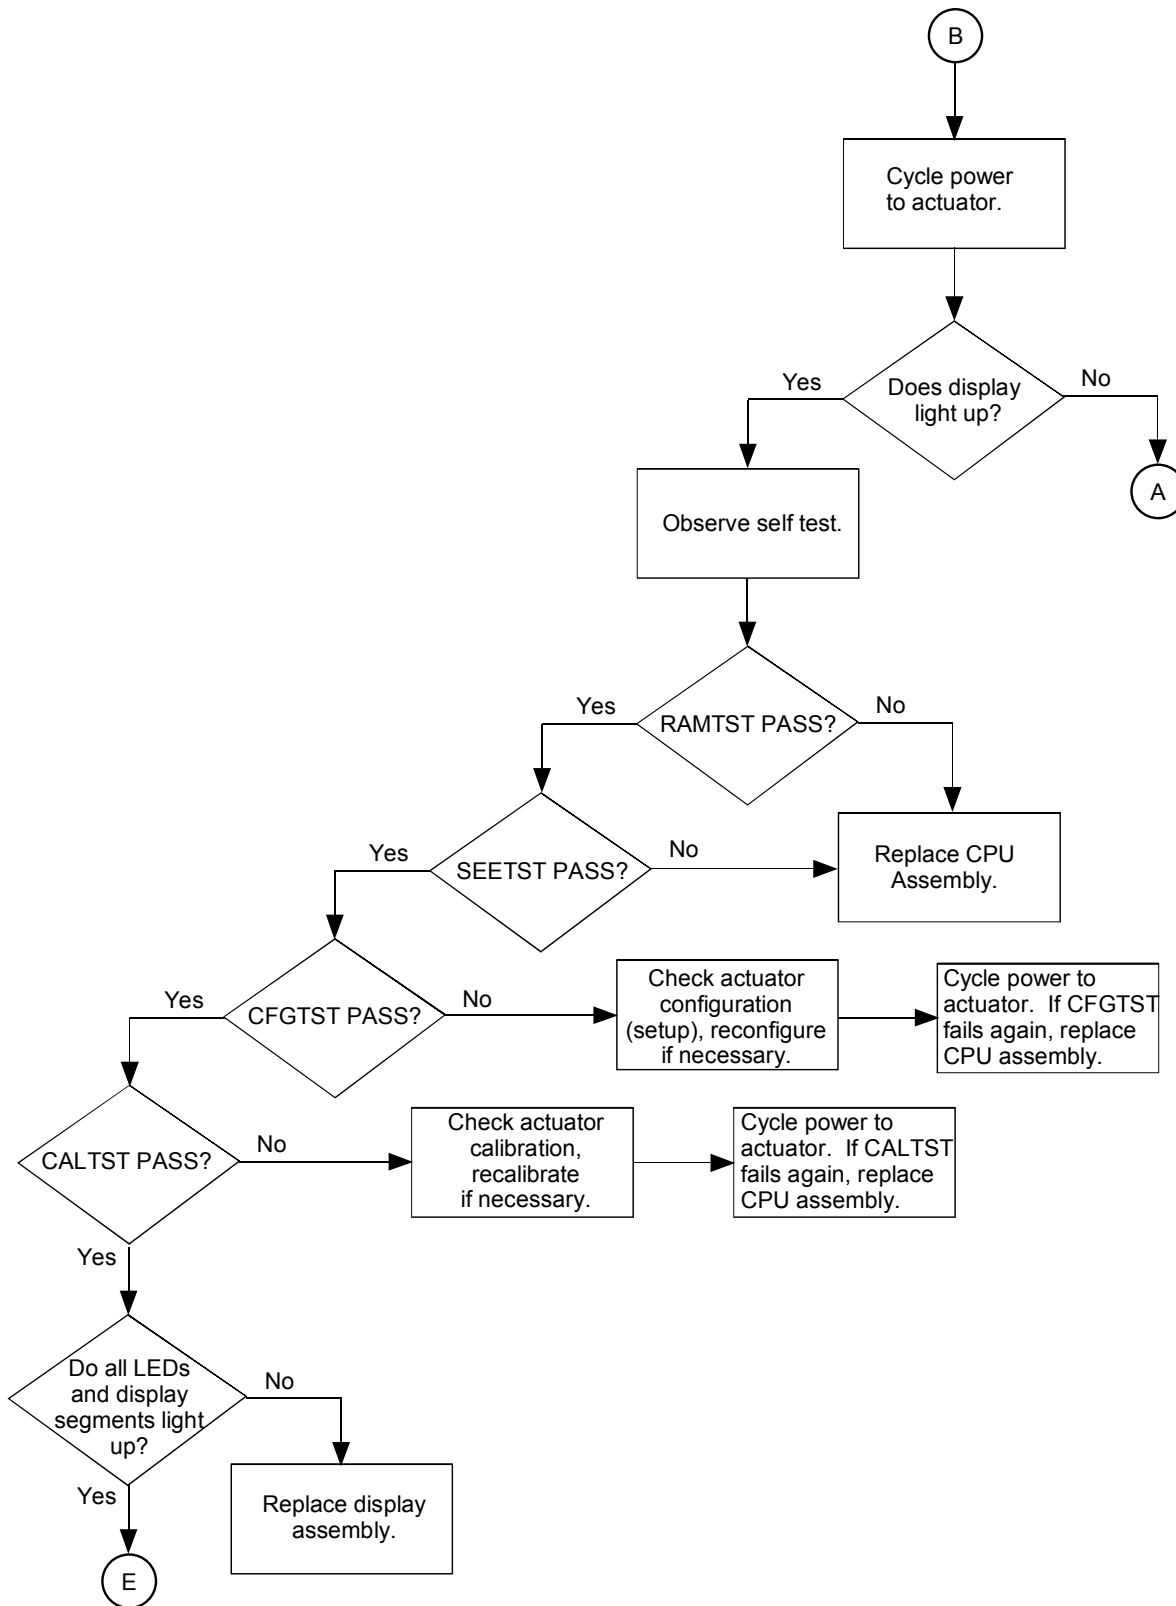 B
Cycle power
to actuator.
Does display
light up?
Yes
No
A
Observe self test.
RAMTST PASS?
Yes
No
SEETST PASS?
Yes
No
Replace CPU
Assembly.
CFGTST PASS?
Yes
No
Check actuator
configuration
(setup), reconfigure
if necessary.
Cycle power to
actuator.  If CFGTST
fails again, replace
CPU assembly.
CALTST PASS?
No
Check actuator
calibration,
recalibrate
if necessary.
Cycle power to
actuator.  If CALTST
fails again, replace
CPU assembly.
Yes
Do all LEDs
and display
segments light
up?
No
Replace display
assembly.
Yes
E